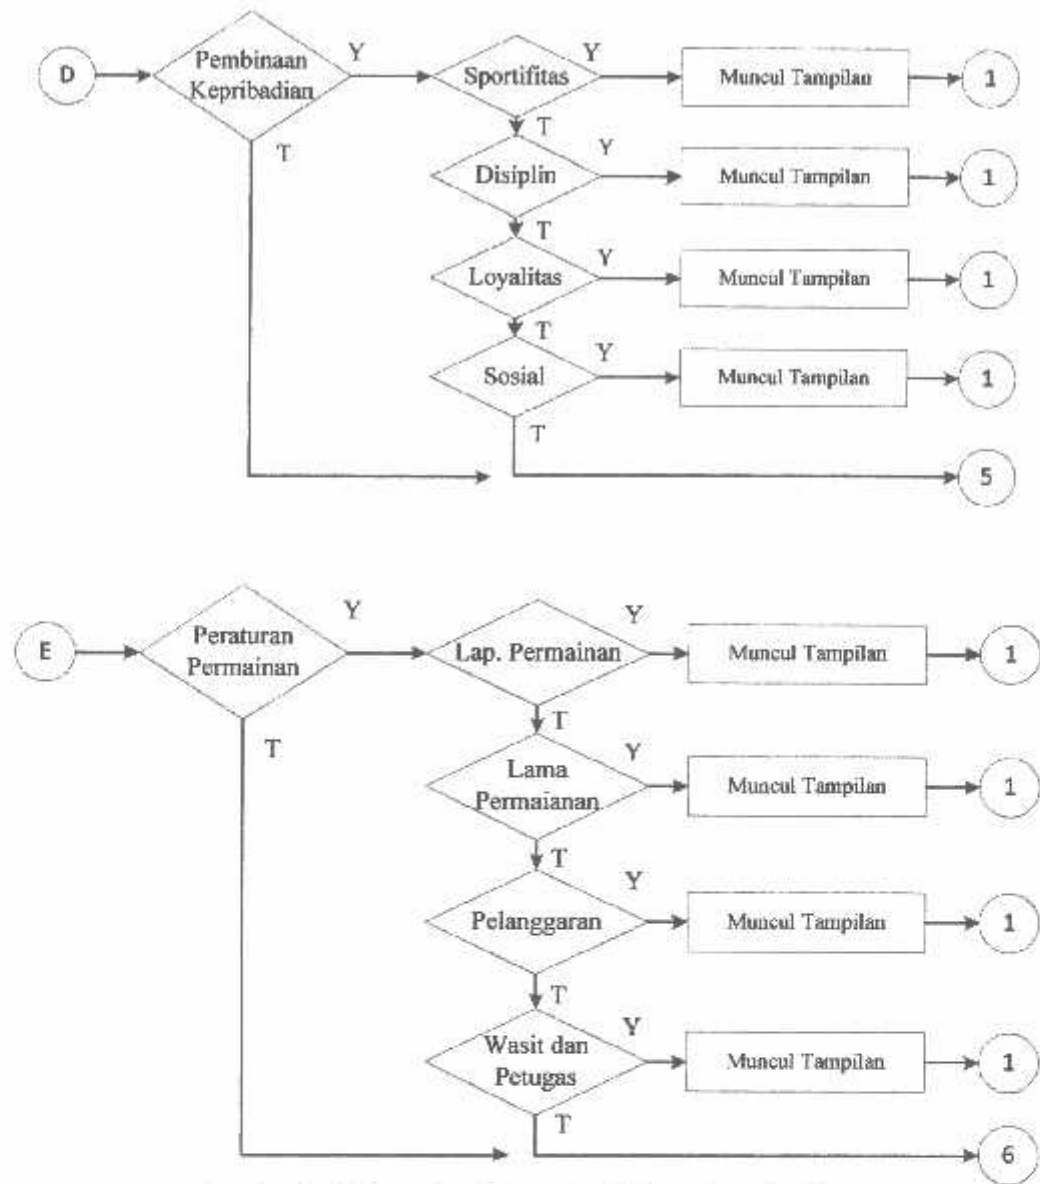 D
Pembinaan
Kepribadian
Y
Sportifitas
Y
Muncul Tampilan
1
T
T
Disiplin
Y
Muncul Tampilan
1
T
Loyalitas
Y
Muncul Tampilan
1
T
Sosial
Y
Muncul Tampilan
1
T
5
E
Peraturan
Permainan
Y
Lap. Permainan
Y
Muncul Tampilan
1
T
T
Lama
Permaianan
Y
Muncul Tampilan
1
T
Pelanggaran
Y
Muncul Tampilan
1
T
Wasit dan
Petugas
Y
Muncul Tampilan
1
T
6